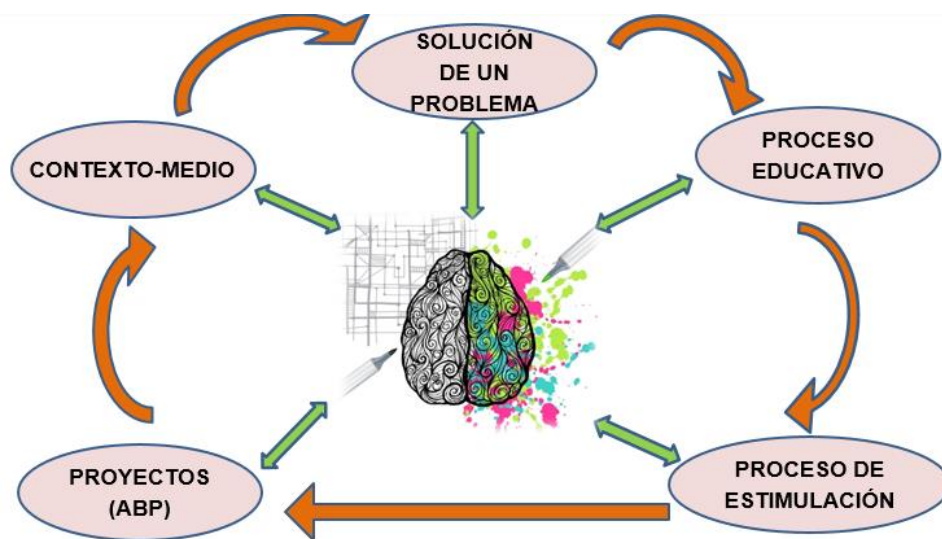 SOLUCIÓN
DE UN
PROBLEMA
CONTEXTO-MEDIO
PROCESO
EDUCATIVO
PROYECTOS
(ABP)
PROCESO DE
ESTIMULACIÓN